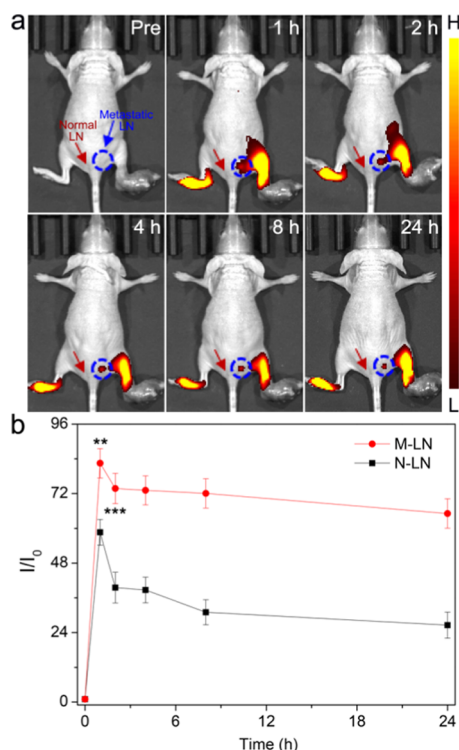 a
Pre
1 h
2 h
H
Normal
LN
Metastatic
LN
4 h
8 h
24 h
L
b
96
72
48
24
0
I/I₀
**
***
M-LN
N-LN
0
6
12
18
24
Time (h)